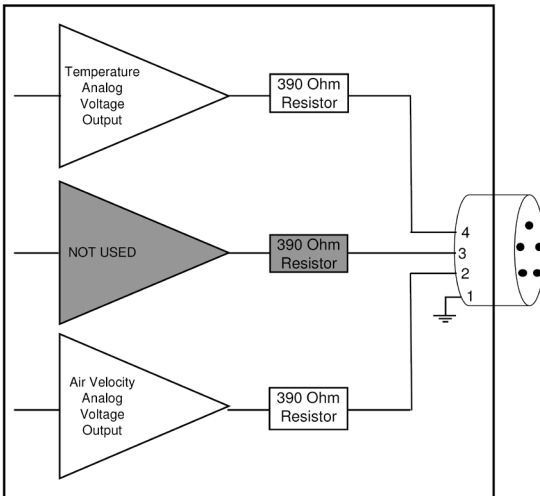 Temperature
Analog
Voltage
Output
390 Ohm
Resistor
4
NOT USED
390 Ohm
Resistor
3
2
1
Air Velocity
Analog
Voltage
Output
390 Ohm
Resistor